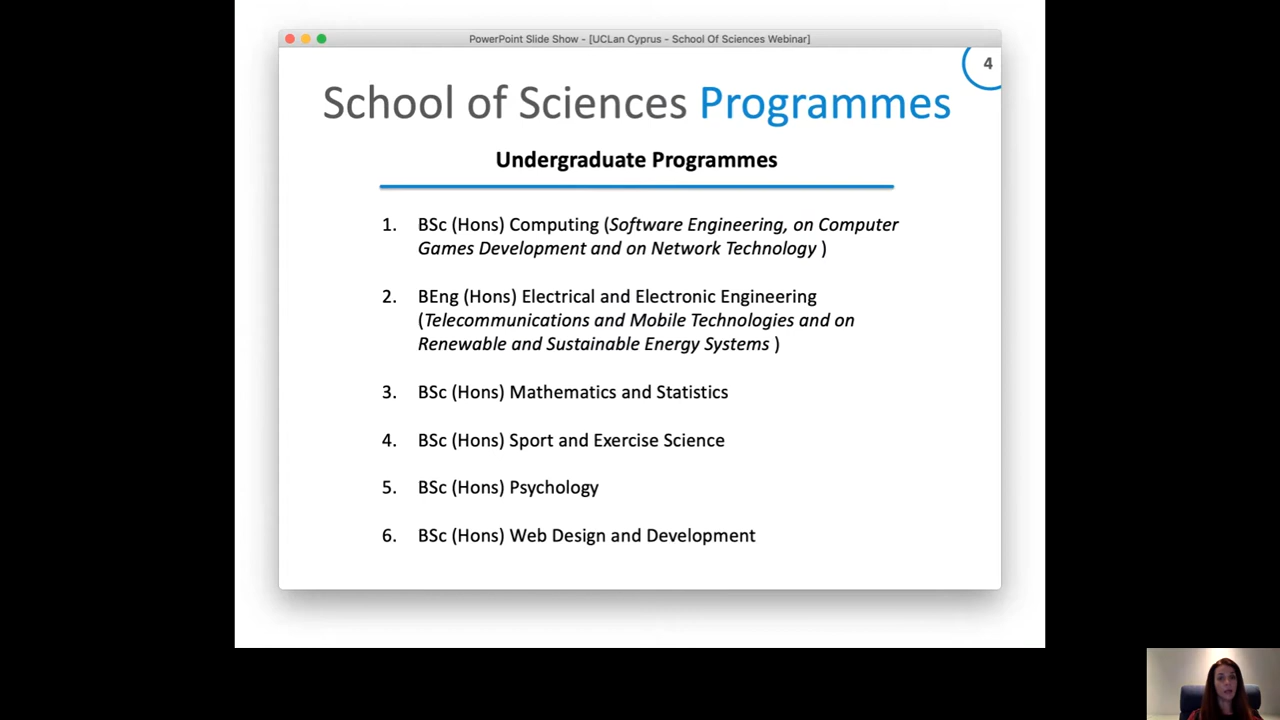 PowerPoint Slide Show - [UCLan Cyprus - School Of Sciences Webinar]
4
School of Sciences Programmes
Undergraduate Programmes
1. BSc (Hons) Computing (Software Engineering, on Computer
Games Development and on Network Technology )
2. BEng (Hons) Electrical and Electronic Engineering
(Telecommunications and Mobile Technologies and on
Renewable and Sustainable Energy Systems )
3. BSc (Hons) Mathematics and Statistics
4. BSc (Hons) Sport and Exercise Science
5. BSc (Hons) Psychology
6. BSc (Hons) Web Design and Development